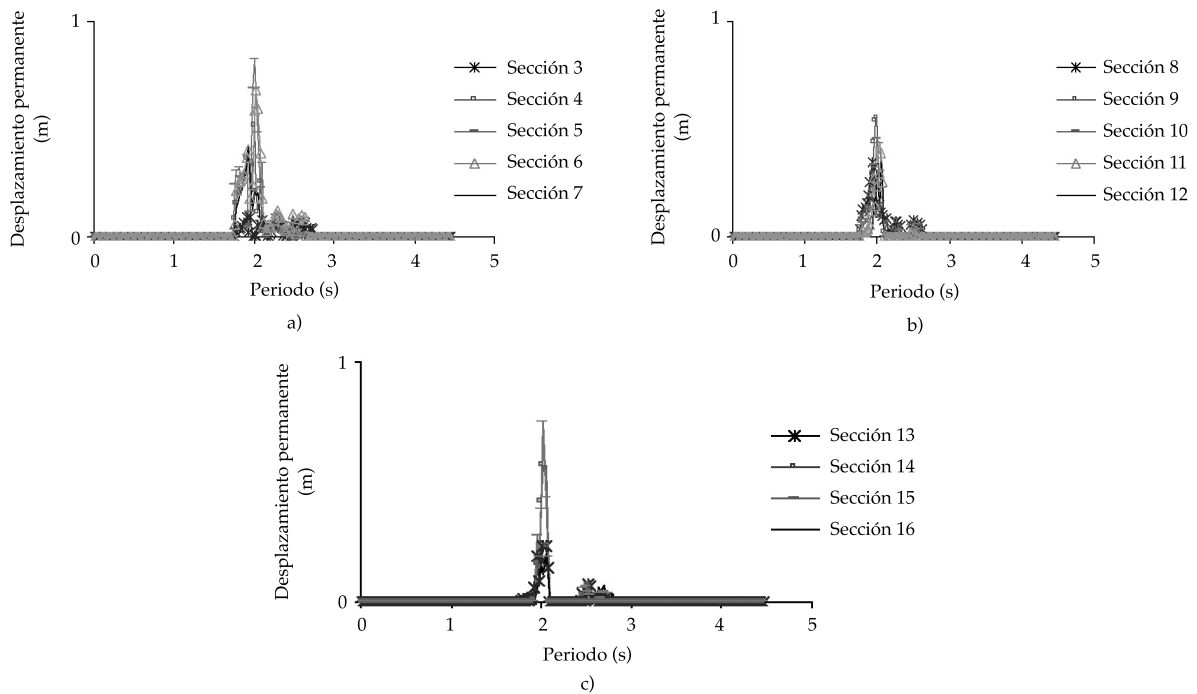 Desplazamiento permanente
(m)
1
0
0 1 2 3 4 5
Periodo (s)
a)
Sección 3
Sección 4
Sección 5
Sección 6
Sección 7
Desplazamiento permanente
(m)
1
0
0 1 2 3 4 5
Periodo (s)
b)
Sección 8
Sección 9
Sección 10
Sección 11
Sección 12
Desplazamiento permanente
(m)
1
0
0 1 2 3 4 5
Periodo (s)
c)
Sección 13
Sección 14
Sección 15
Sección 16